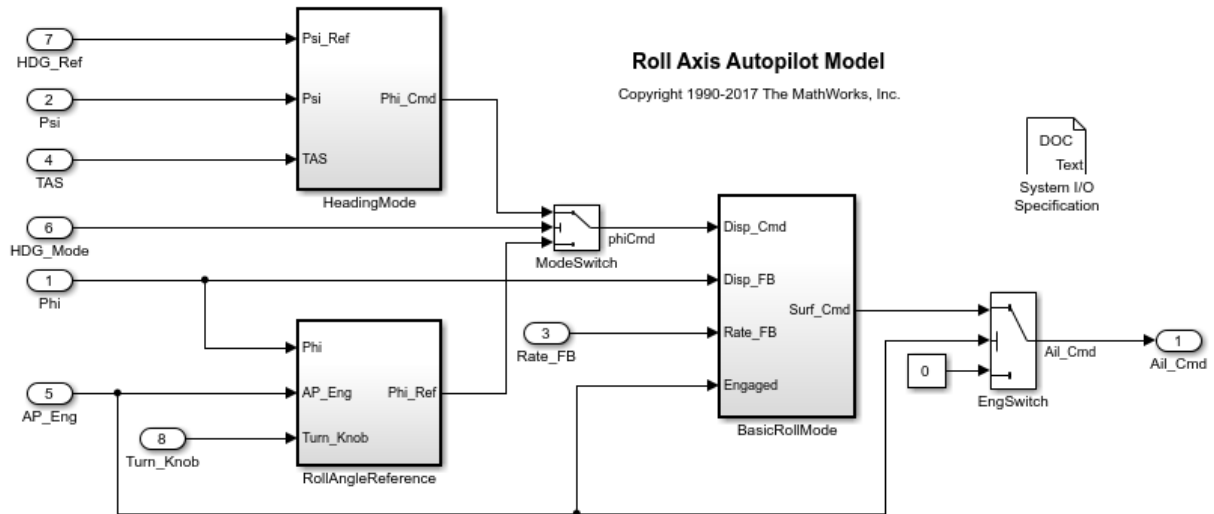 7
HDG_Ref
2
Psi
4
TAS
Psi_Ref
Psi
TAS
Phi_Cmd
HeadingMode
Roll Axis Autopilot Model
Copyright 1990-2017 The MathWorks, Inc.
DOC
Text
System I/O
Specification
6
HDG_Mode
1
Phi
phiCmd
ModeSwitch
Disp_Cmd
Disp_FB
Rate_FB
Engaged
Surf_Cmd
BasicRollMode
3
Rate_FB
Phi
AP_Eng
Turn_Knob
Phi_Ref
RollAngleReference
5
AP_Eng
8
Turn_Knob
0
EngSwitch
Ail_Cmd
1
Ail_Cmd